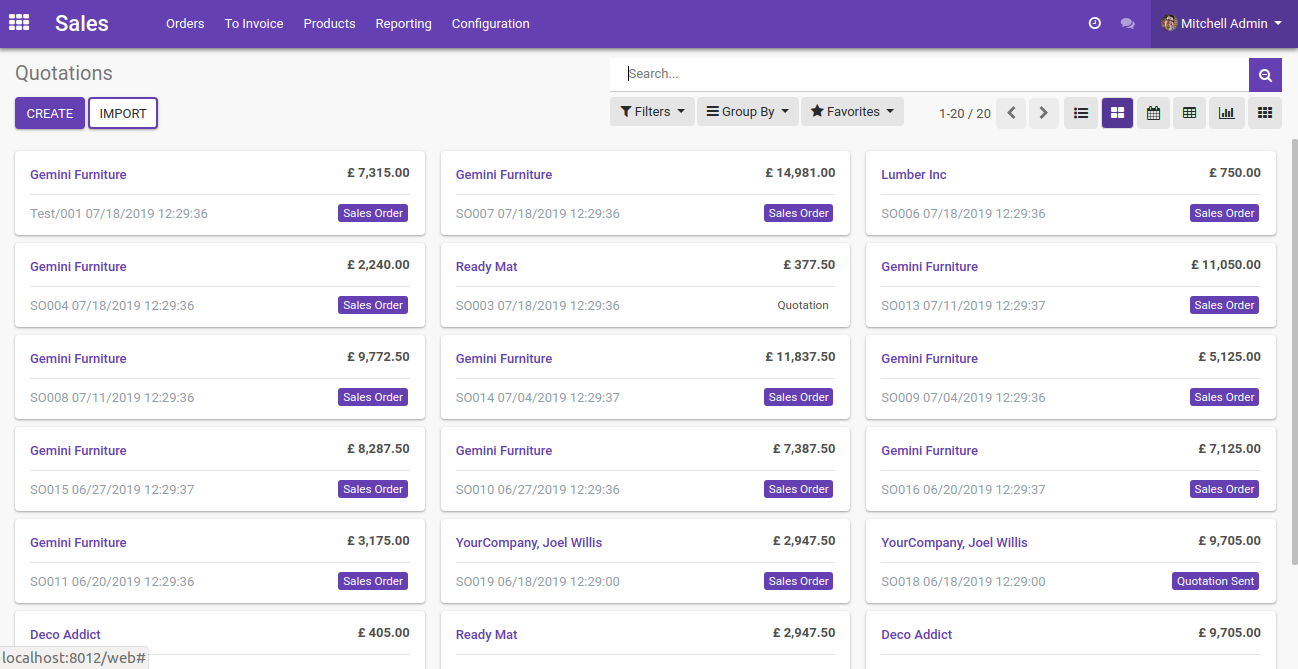 Sales Orders To Invoice Products Reporting Configuration Mitchell Admin
Quotations
Search...
CREATE IMPORT
Filters Group By Favorites 1-20 / 20
Gemini Furniture £ 7,315.00
Test/001 07/18/2019 12:29:36 Sales Order
Gemini Furniture £ 14,981.00
SO007 07/18/2019 12:29:36 Sales Order
Lumber Inc £ 750.00
SO006 07/18/2019 12:29:36 Sales Order
Gemini Furniture £ 2,240.00
SO004 07/18/2019 12:29:36 Sales Order
Ready Mat £ 377.50
SO003 07/18/2019 12:29:36 Quotation
Gemini Furniture £ 11,050.00
SO013 07/11/2019 12:29:37 Sales Order
Gemini Furniture £ 9,772.50
SO008 07/11/2019 12:29:36 Sales Order
Gemini Furniture £ 11,837.50
SO014 07/04/2019 12:29:37 Sales Order
Gemini Furniture £ 5,125.00
SO009 07/04/2019 12:29:36 Sales Order
Gemini Furniture £ 8,287.50
SO015 06/27/2019 12:29:37 Sales Order
Gemini Furniture £ 7,387.50
SO010 06/27/2019 12:29:36 Sales Order
Gemini Furniture £ 7,125.00
SO016 06/20/2019 12:29:37 Sales Order
Gemini Furniture £ 3,175.00
SO011 06/20/2019 12:29:36 Sales Order
YourCompany, Joel Willis £ 2,947.50
SO019 06/18/2019 12:29:00 Sales Order
YourCompany, Joel Willis £ 9,705.00
SO018 06/18/2019 12:29:00 Quotation Sent
Deco Addict £ 405.00
Ready Mat £ 2,947.50
Deco Addict £ 9,705.00
localhost:8012/web#